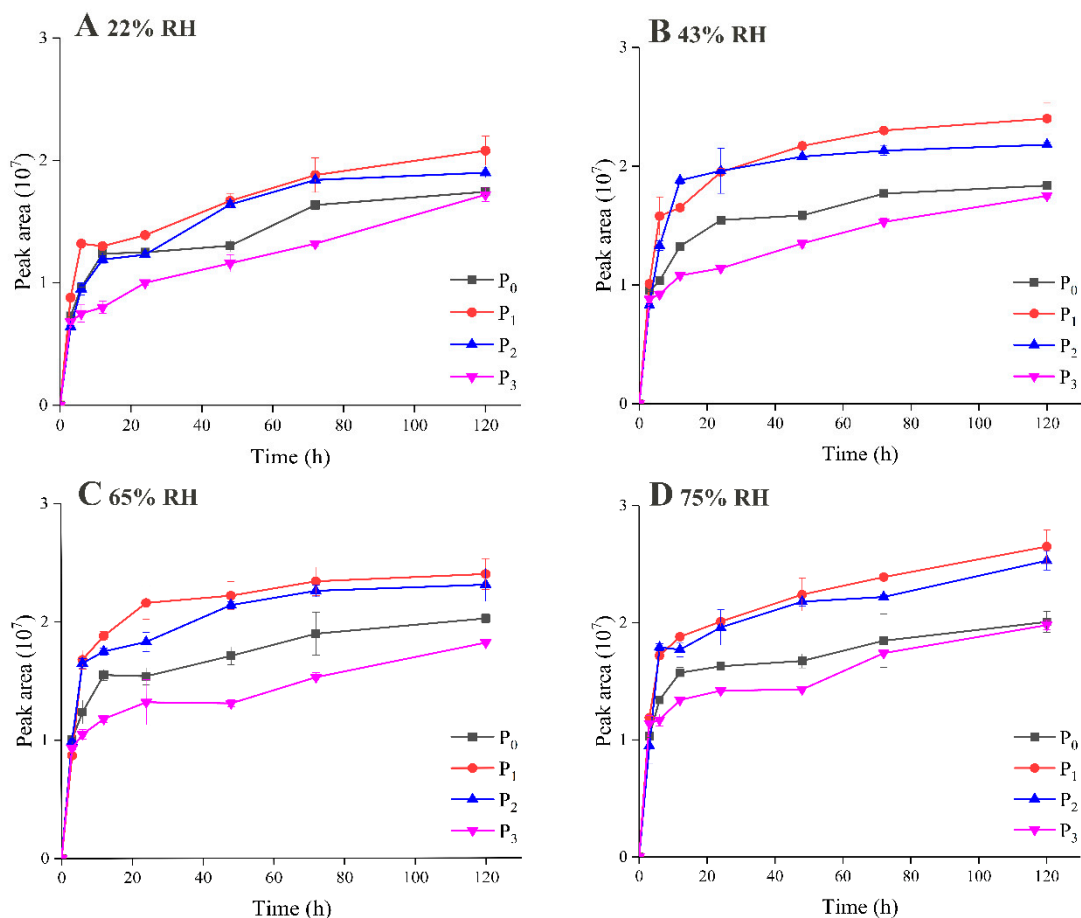 A 22% RH
3
2
1
0
Peak area (10⁷)
0 20 40 60 80 100 120
Time (h)
P₀
P₁
P₂
P₃
B 43% RH
3
2
1
0
Peak area (10⁷)
0 20 40 60 80 100 120
Time (h)
P₀
P₁
P₂
P₃
C 65% RH
3
2
1
0
Peak area (10⁷)
0 20 40 60 80 100 120
Time (h)
P₀
P₁
P₂
P₃
D 75% RH
3
2
1
0
Peak area (10⁷)
0 20 40 60 80 100 120
Time (h)
P₀
P₁
P₂
P₃